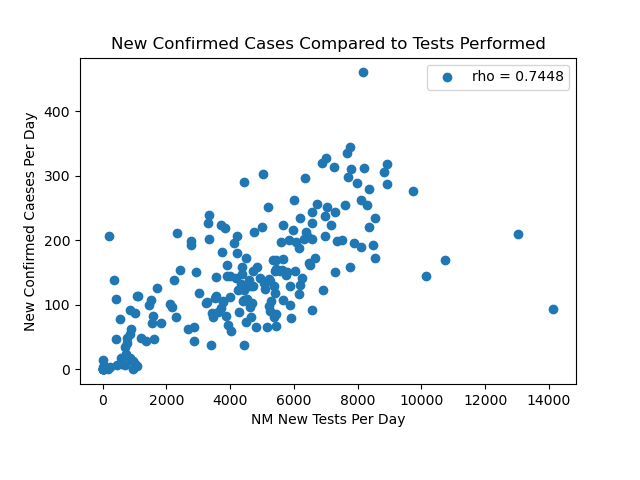 New Confirmed Cases Compared to Tests Performed
rho = 0.7448
New Confirmed Caeses Per Day
400
300
200
100
0
0 2000 4000 6000 8000 10000 12000 14000
NM New Tests Per Day